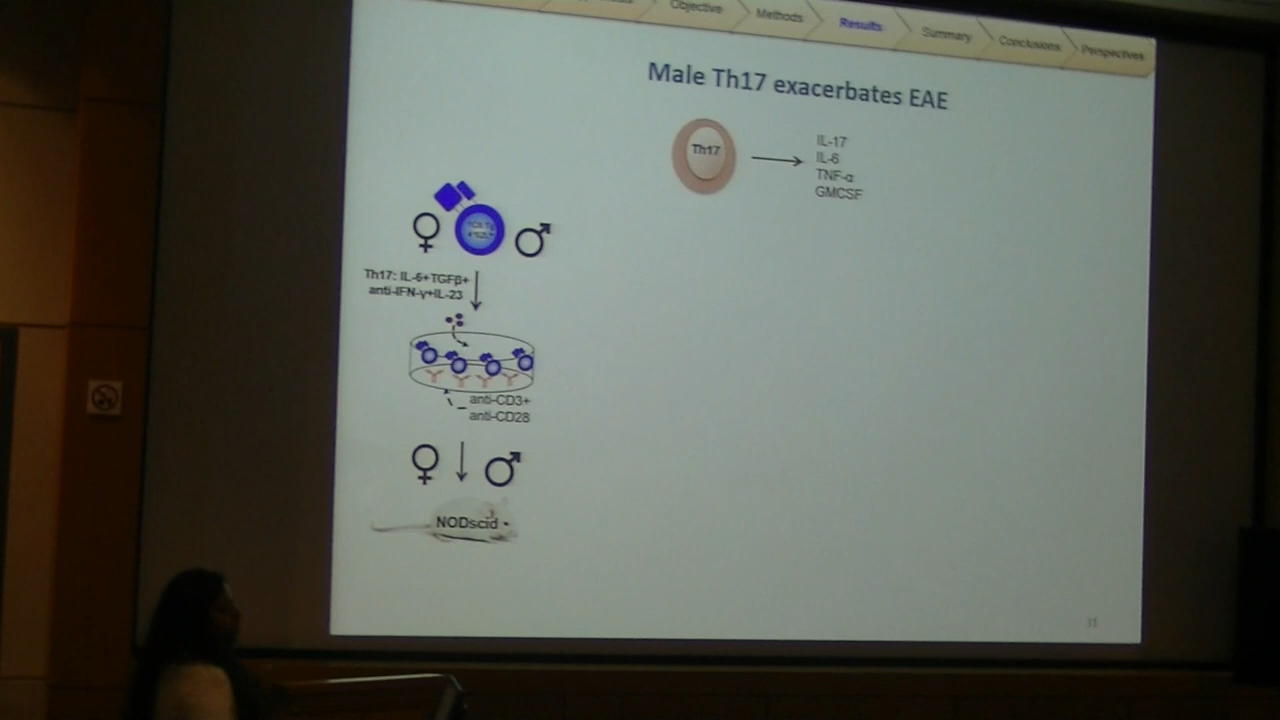 Objective
Methods
Results
Summary
Conclusions
Perspectives
Male Th17 exacerbates EAE
Th17
IL-17
IL-6
TNF-α
GMCSF
Th17: IL-6+TGFβ+
anti-IFN-γ+IL-23
anti-CD3+
anti-CD28
NODscid